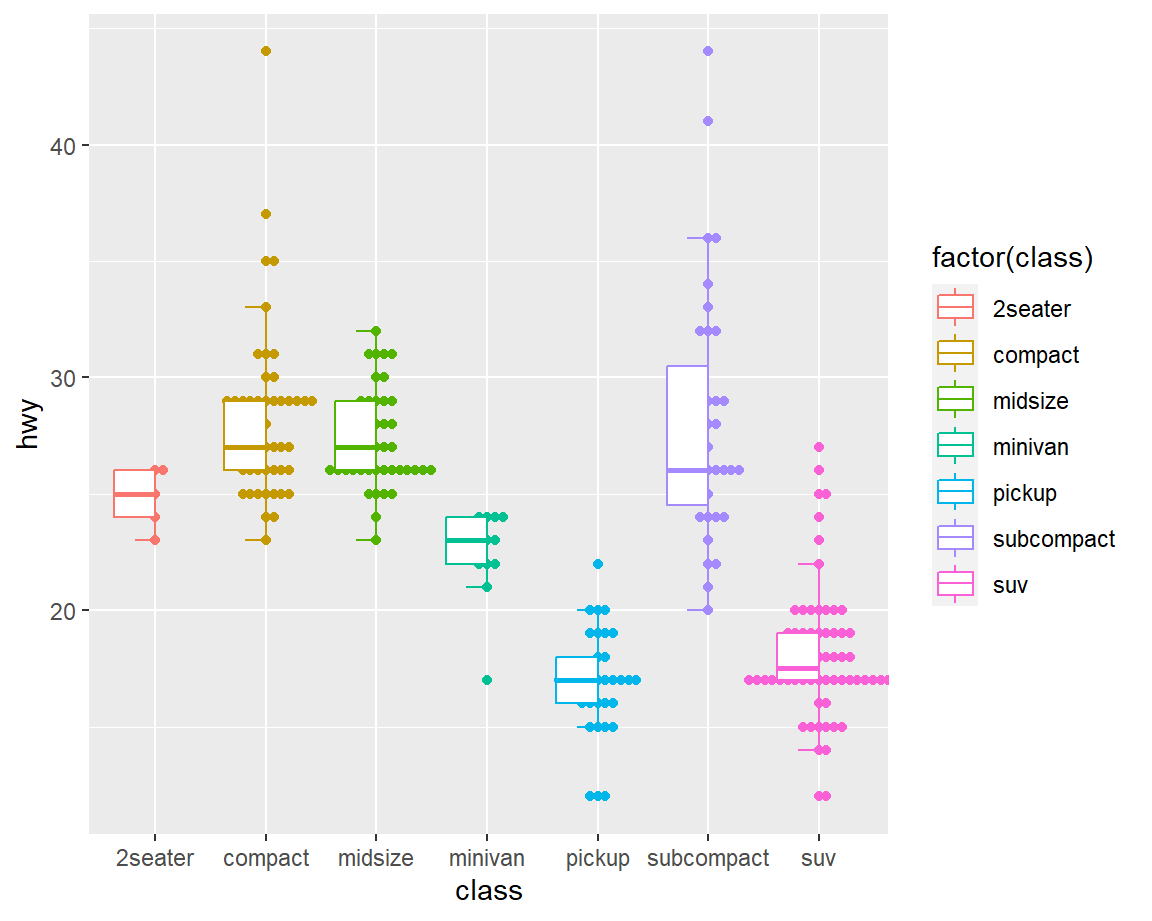 hwy
40
30
20
2seater compact midsize minivan pickup subcompact suv
class
factor(class)
2seater
compact
midsize
minivan
pickup
subcompact
suv